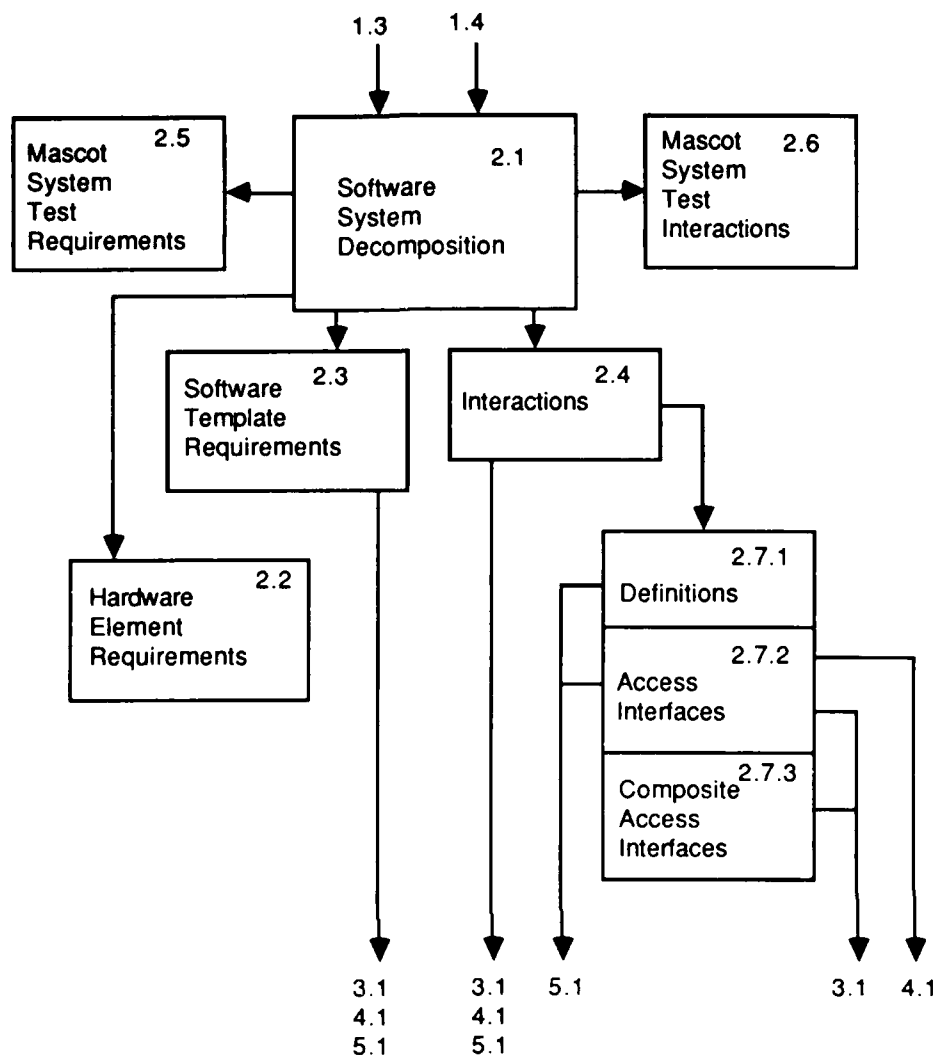 1.3 1.4
2.5
Mascot
System
Test
Requirements
2.1
Software
System
Decomposition
2.6
Mascot
System
Test
Interactions
2.3
Software
Template
Requirements
2.4
Interactions
2.2
Hardware
Element
Requirements
2.7.1
Definitions
2.7.2
Access
Interfaces
2.7.3
Composite
Access
Interfaces
3.1
4.1
5.1
3.1
4.1
5.1
5.1
3.1
4.1